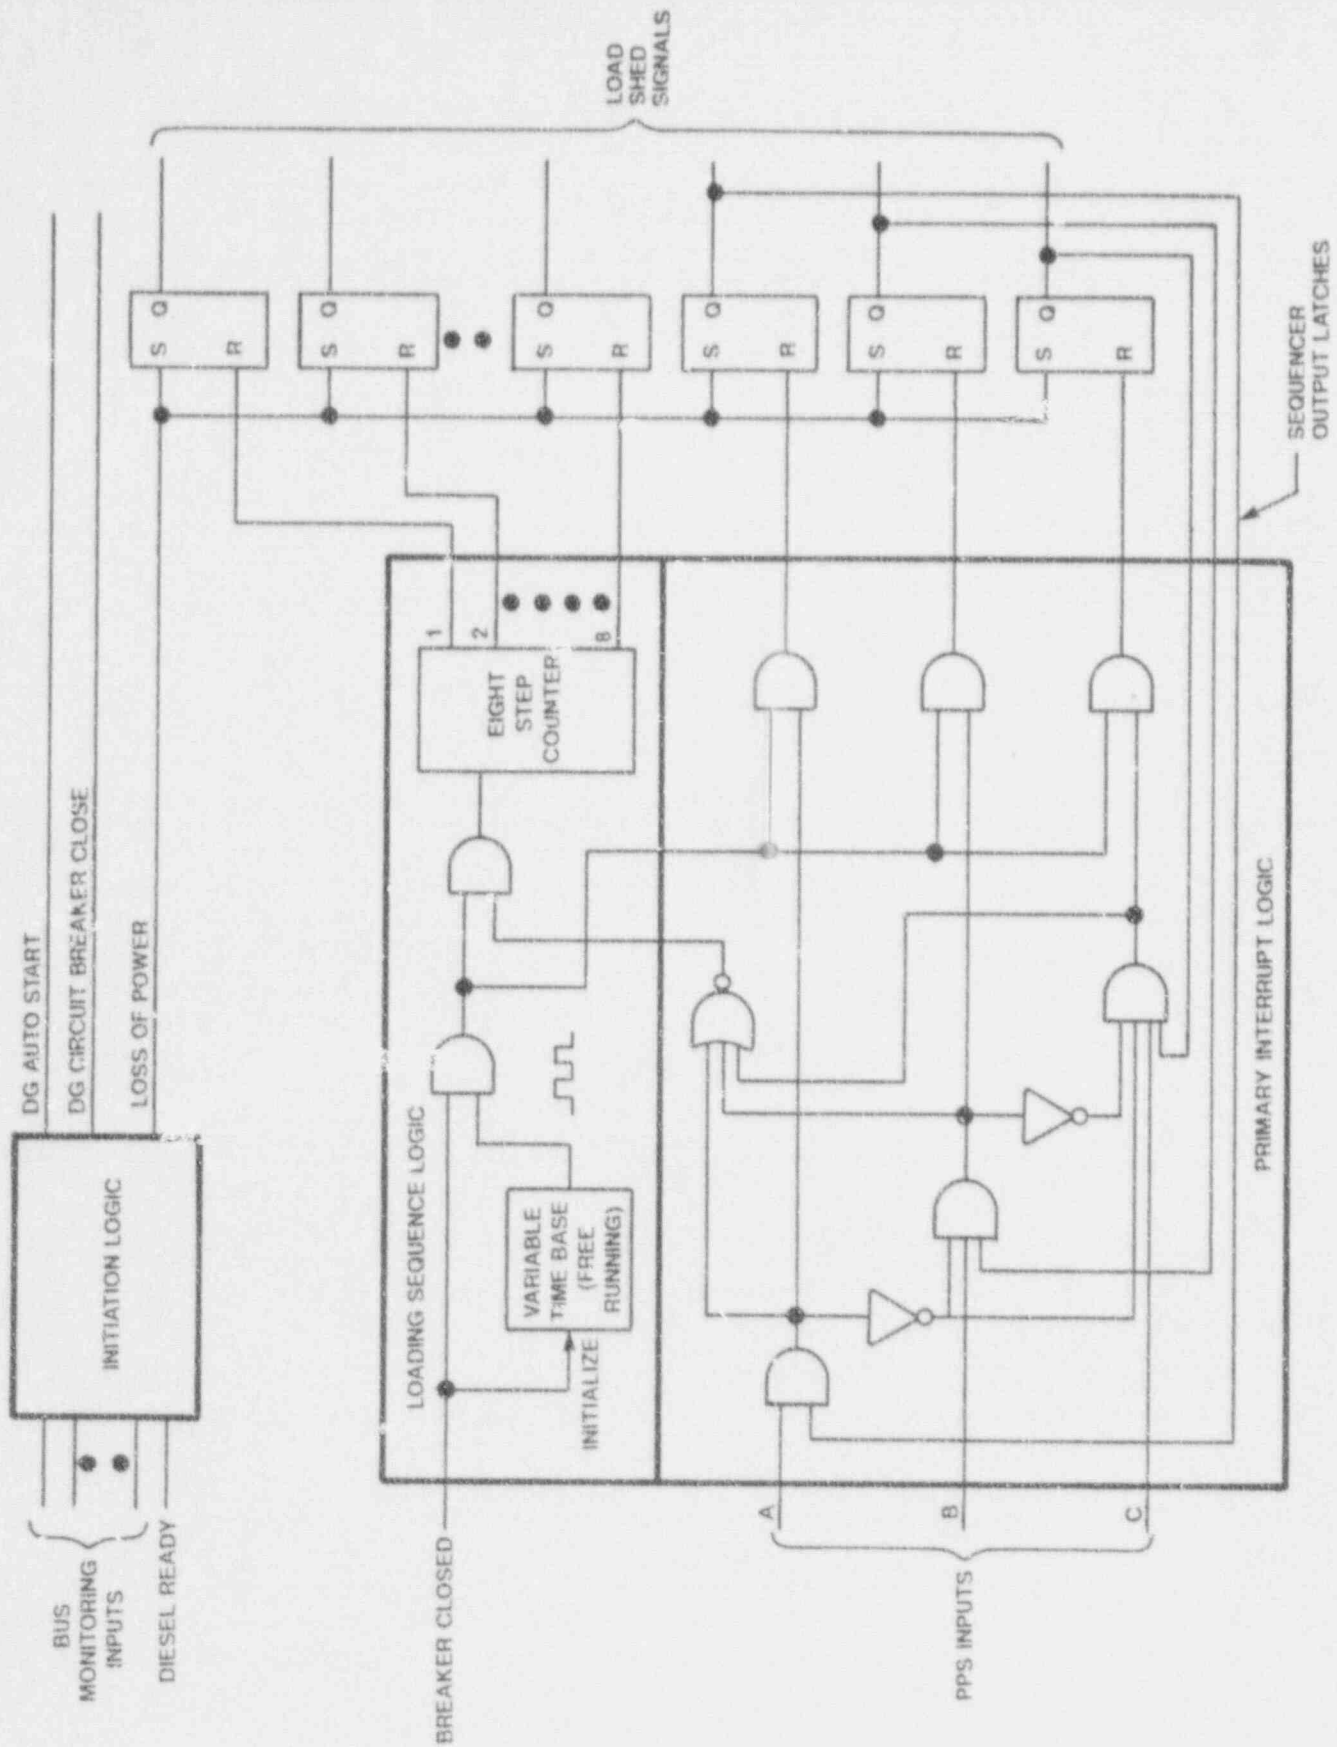 BUS
MONITORING
INPUTS
DIESEL READY
INITIATION LOGIC
DG AUTO START
DG CIRCUIT BREAKER CLOSE
LOSS OF POWER
BREAKER CLOSED
LOADING SEQUENCE LOGIC
INITIALIZE
VARIABLE
TIME BASE
(FREE
RUNNING)
EIGHT
STEP
COUNTER
1
2
8
S Q
R
S Q
R
S Q
R
S Q
R
S Q
R
S Q
R
LOAD
SHED
SIGNALS
PPS INPUTS
A
B
C
PRIMARY INTERRUPT LOGIC
SEQUENCER
OUTPUT LATCHES